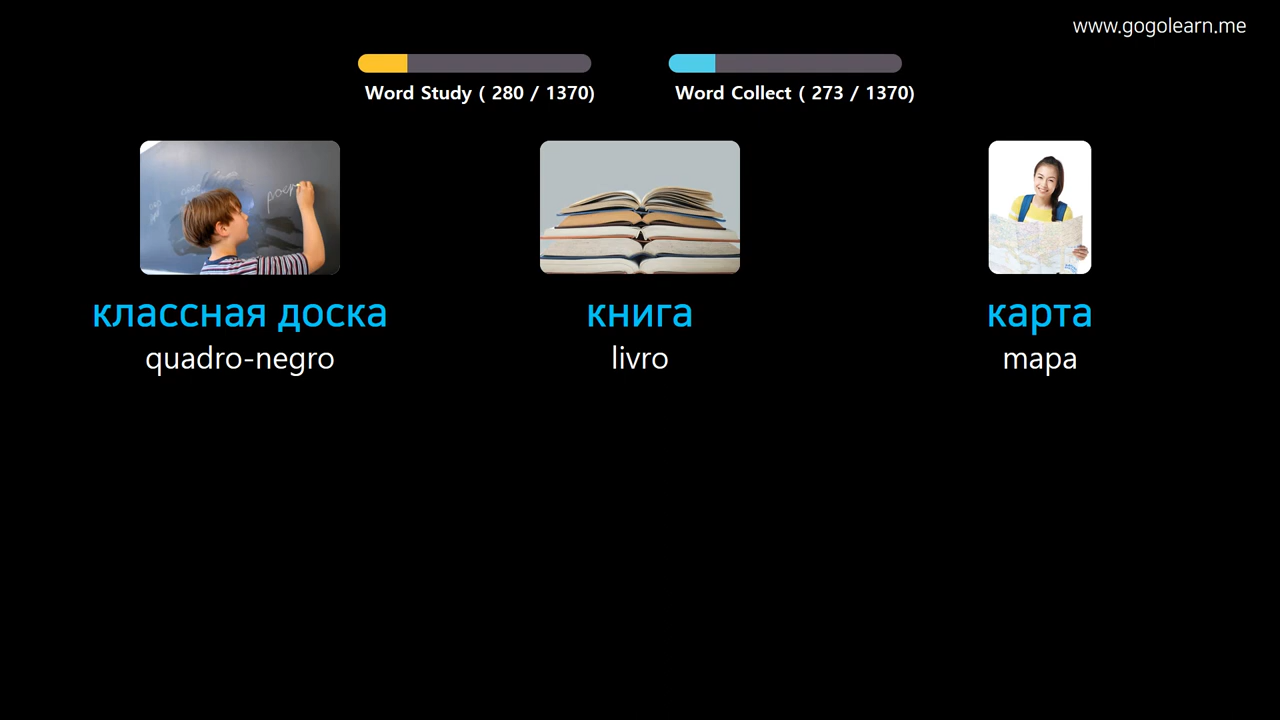 www.gogolearn.me
Word Study ( 280 / 1370)
Word Collect ( 273 / 1370)
классная доска
книга
карта
quadro-negro
livro
mapa